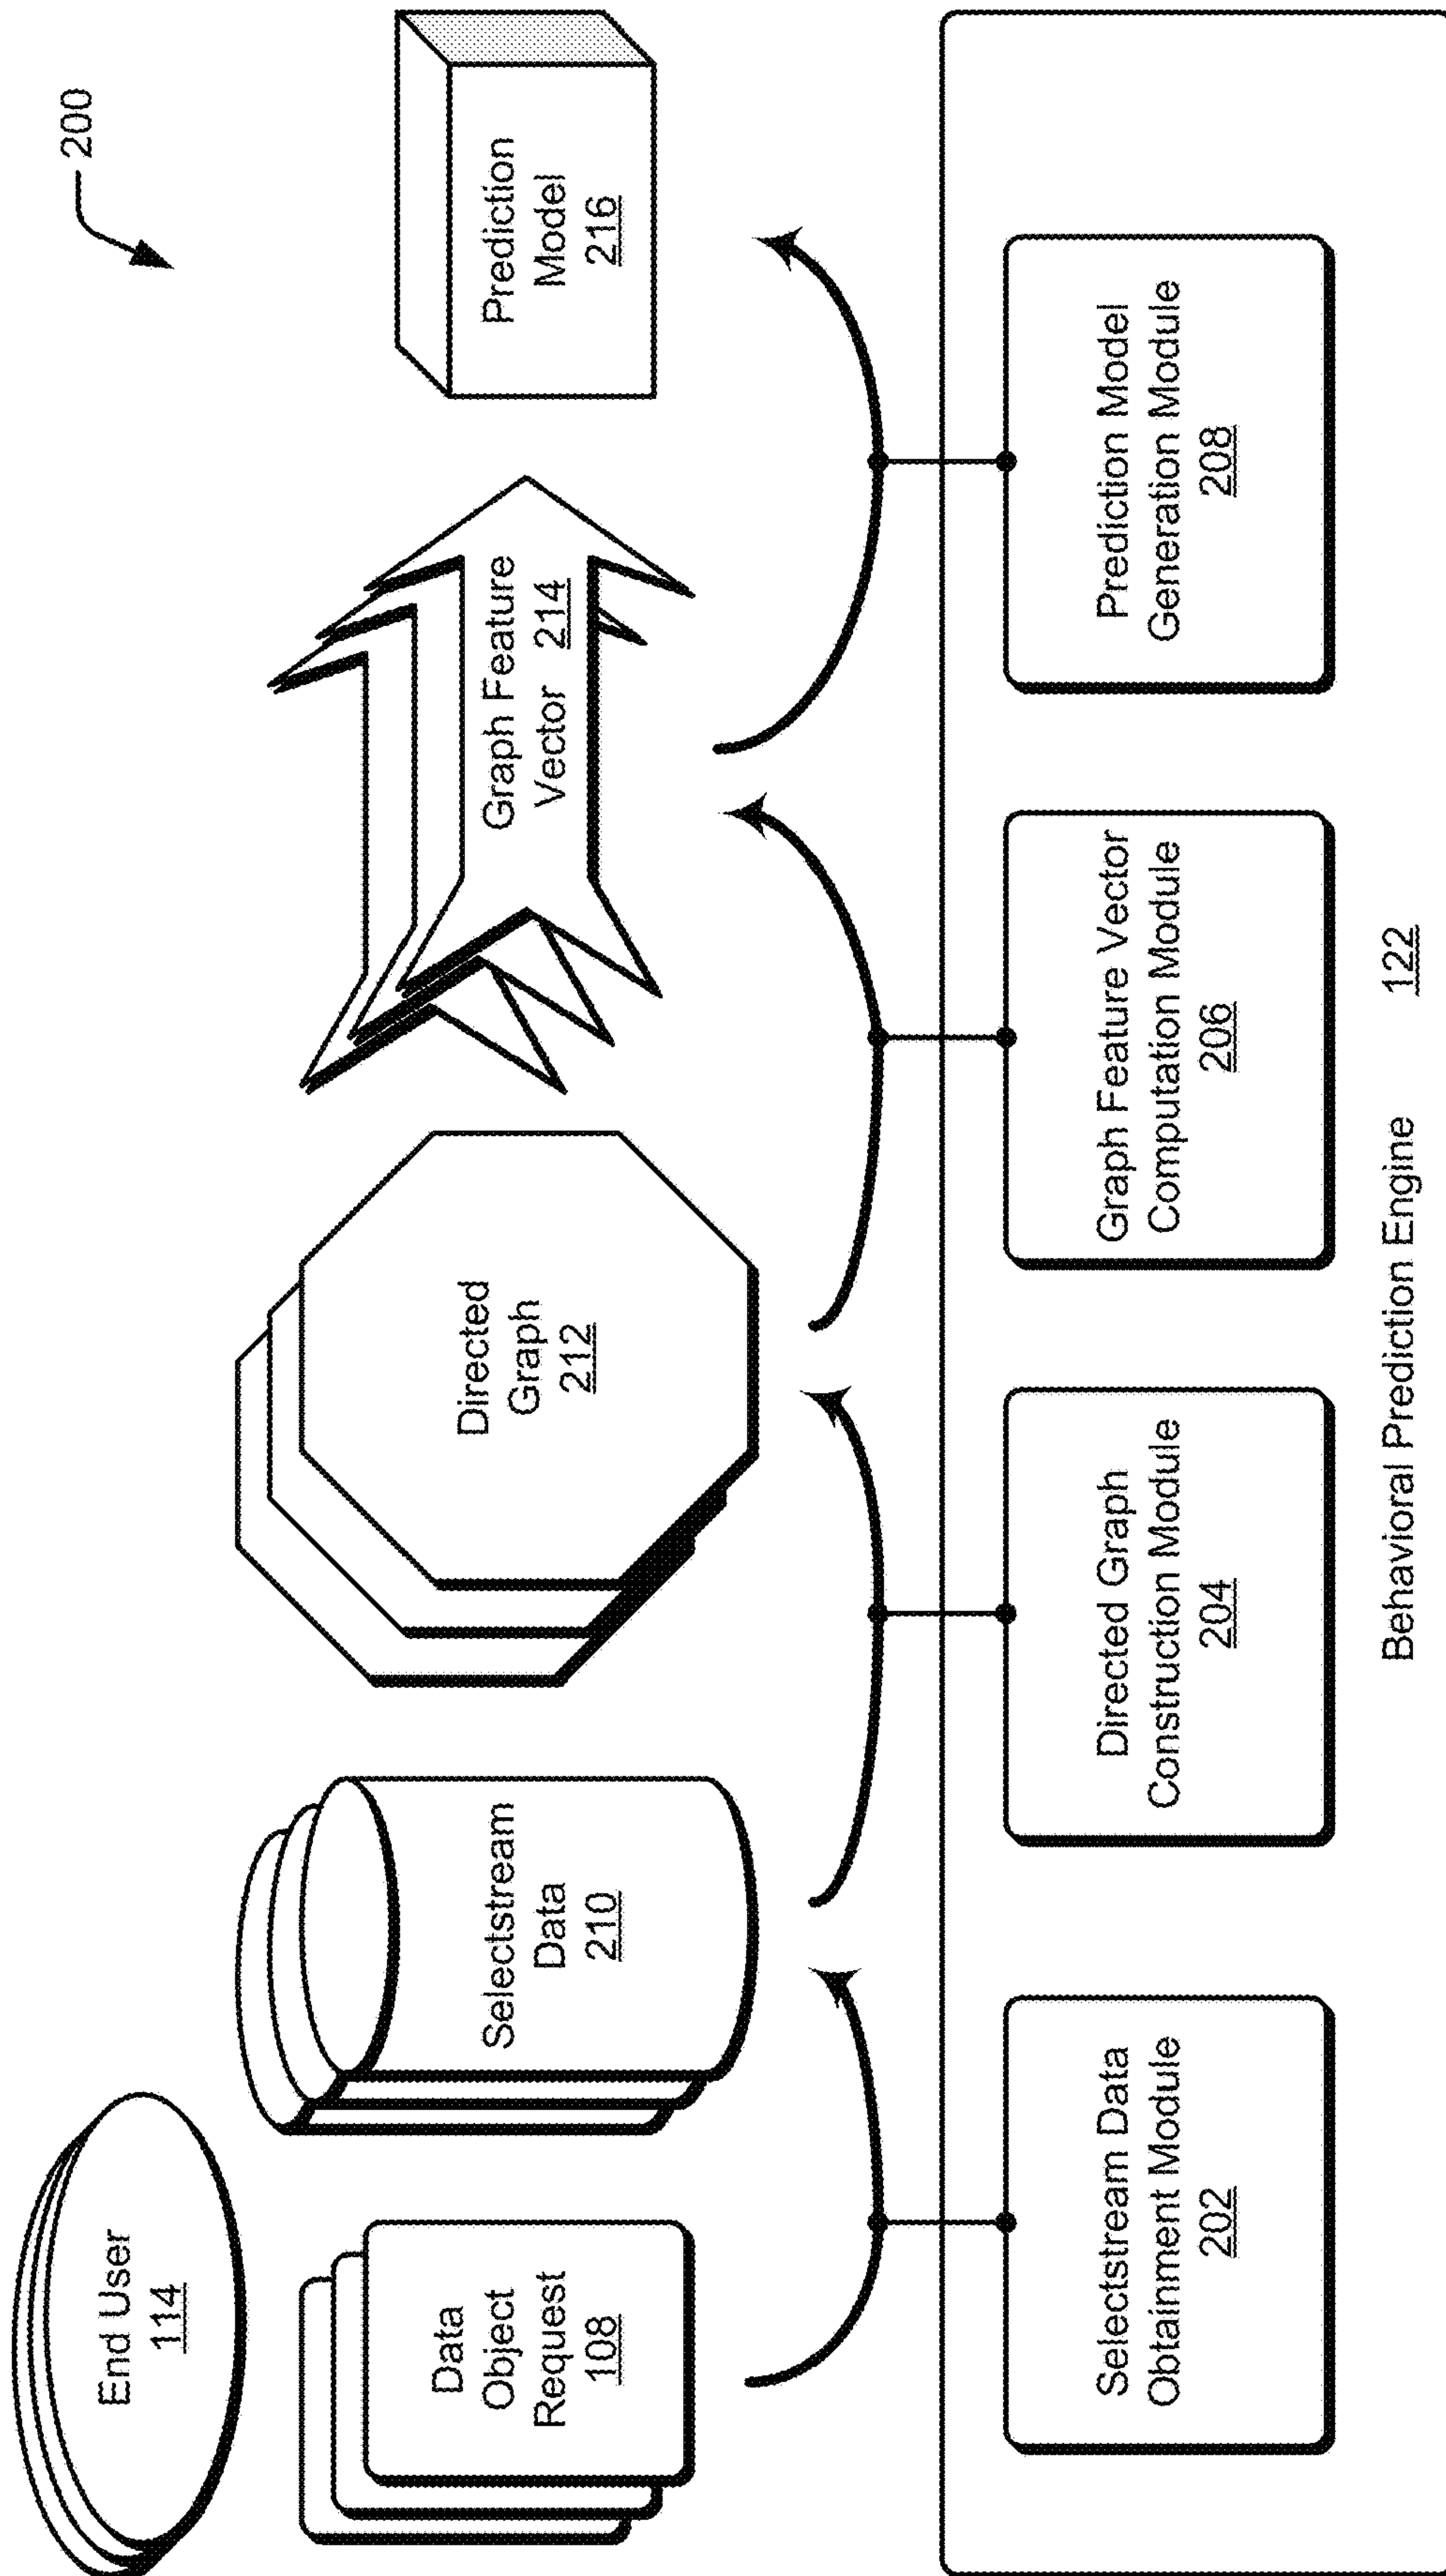 200
End User
114
Data
Object
Request
108
Selectstream
Data
210
Directed
Graph
212
Graph Feature
Vector 214
Prediction
Model
216
Selectstream Data
Obtainment Module
202
Directed Graph
Construction Module
204
Graph Feature Vector
Computation Module
206
Prediction Model
Generation Module
208
Behavioral Prediction Engine 122